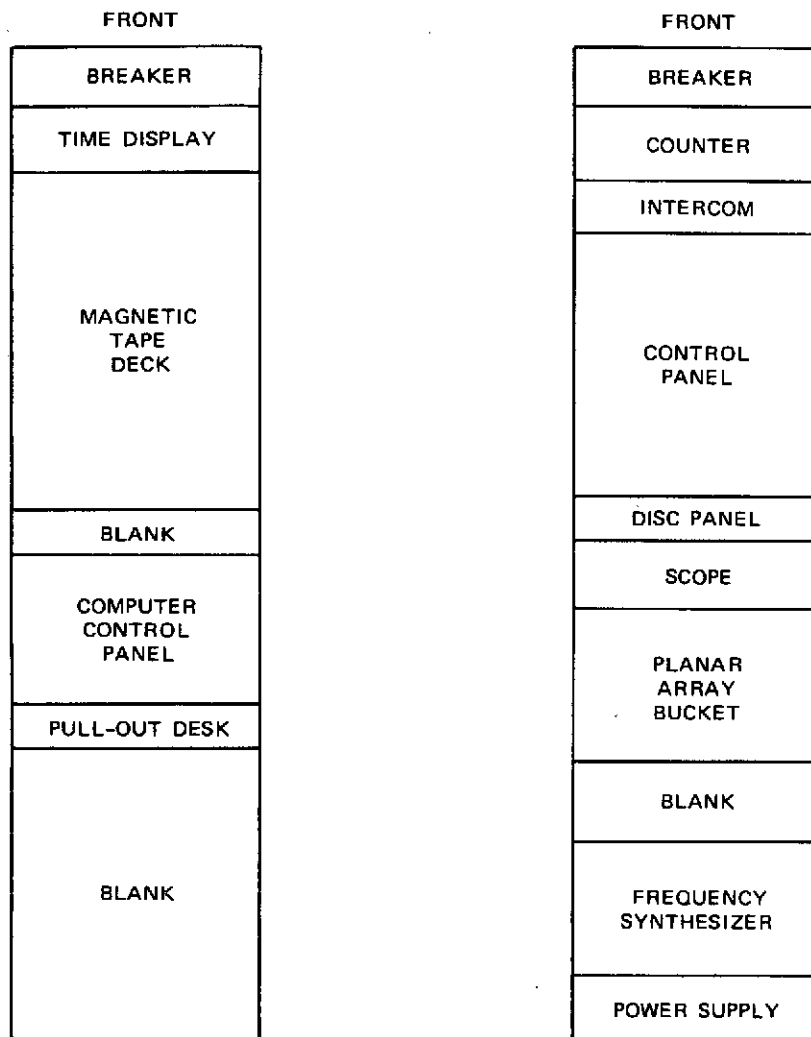 FRONT
BREAKER
TIME DISPLAY
MAGNETIC
TAPE
DECK
BLANK
COMPUTER
CONTROL
PANEL
PULL-OUT DESK
BLANK
FRONT
BREAKER
COUNTER
INTERCOM
CONTROL
PANEL
DISC PANEL
SCOPE
PLANAR
ARRAY
BUCKET
BLANK
FREQUENCY
SYNTHESIZER
POWER SUPPLY